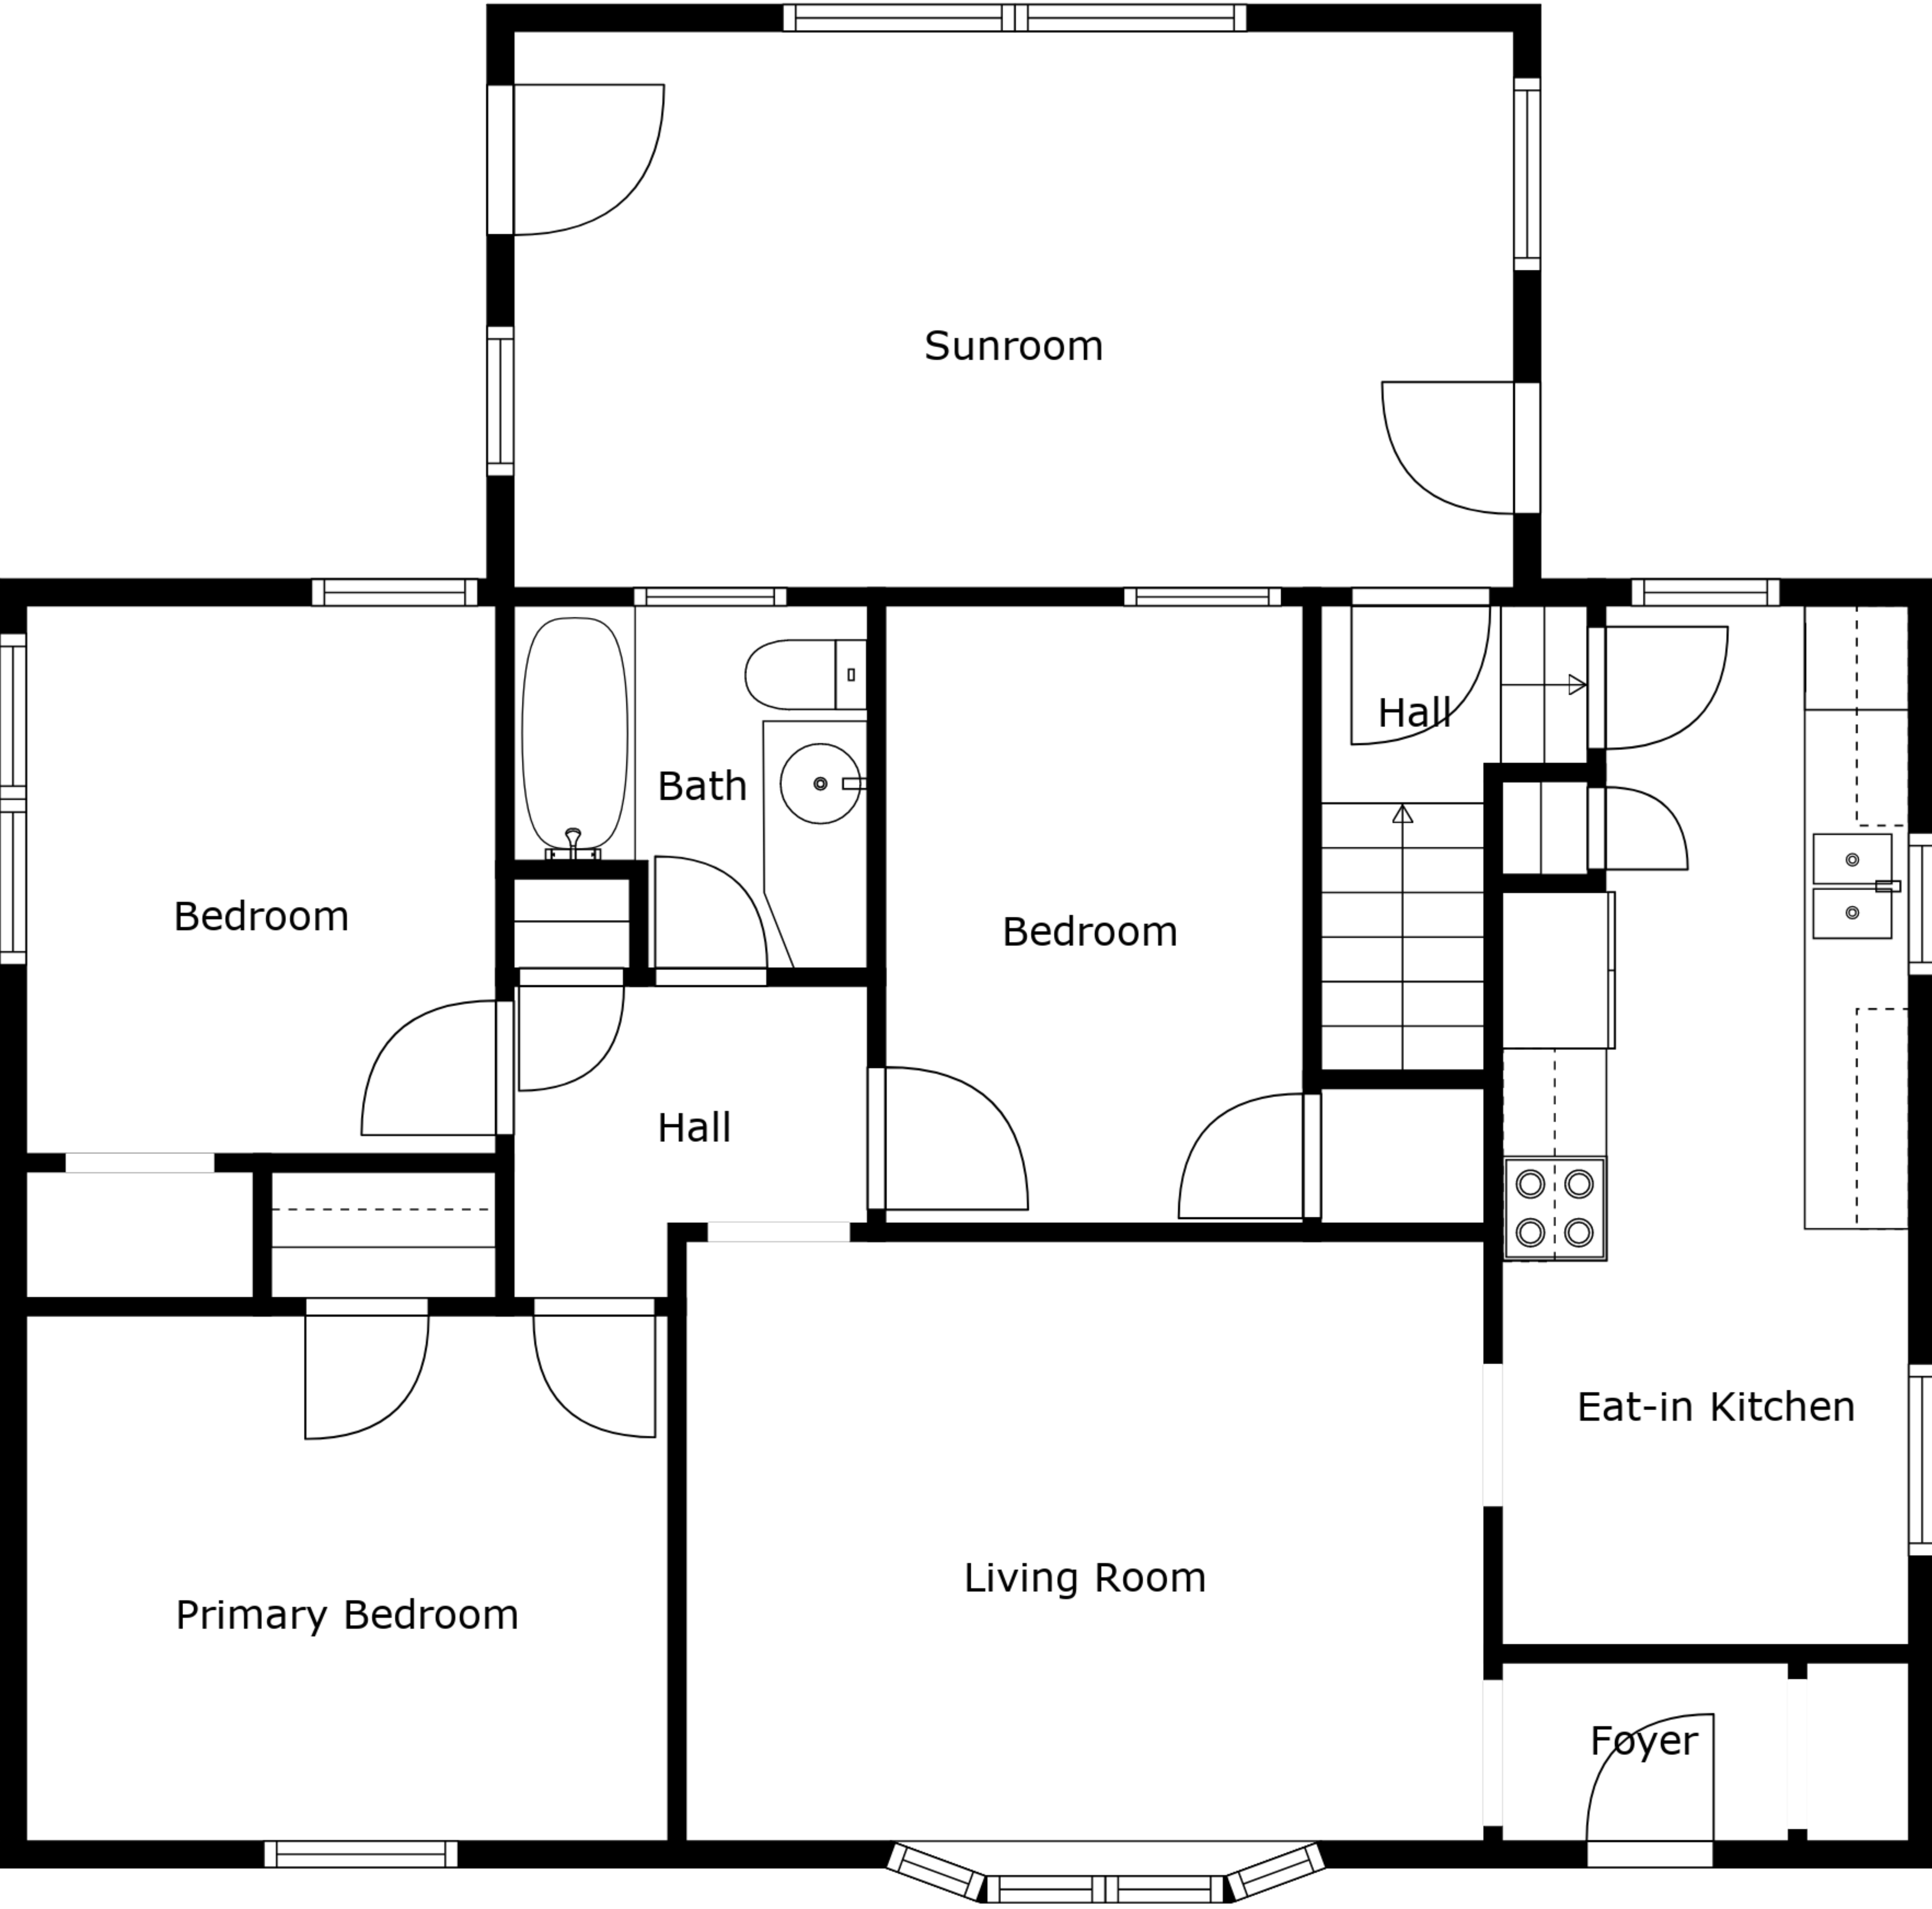 Sunroom
Hall
Bath
Bedroom
Bedroom
Hall
Eat-in Kitchen
Living Room
Primary Bedroom
Foyer